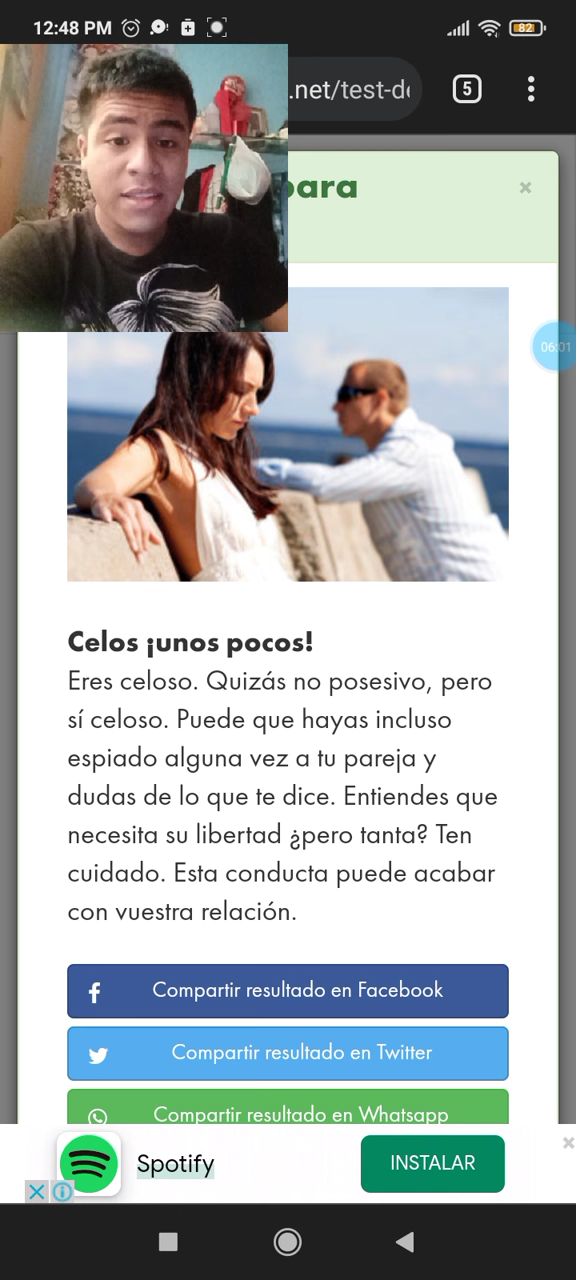 12:48 PM
82
.net/test-de
5
para
×
06:01
Celos ¡unos pocos!
Eres celoso. Quizás no posesivo, pero
sí celoso. Puede que hayas incluso
espiado alguna vez a tu pareja y
dudas de lo que te dice. Entiendes que
necesita su libertad ¿pero tanta? Ten
cuidado. Esta conducta puede acabar
con vuestra relación.
Compartir resultado en Facebook
Compartir resultado en Twitter
Compartir resultado en Whatsapp
Spotify
INSTALAR